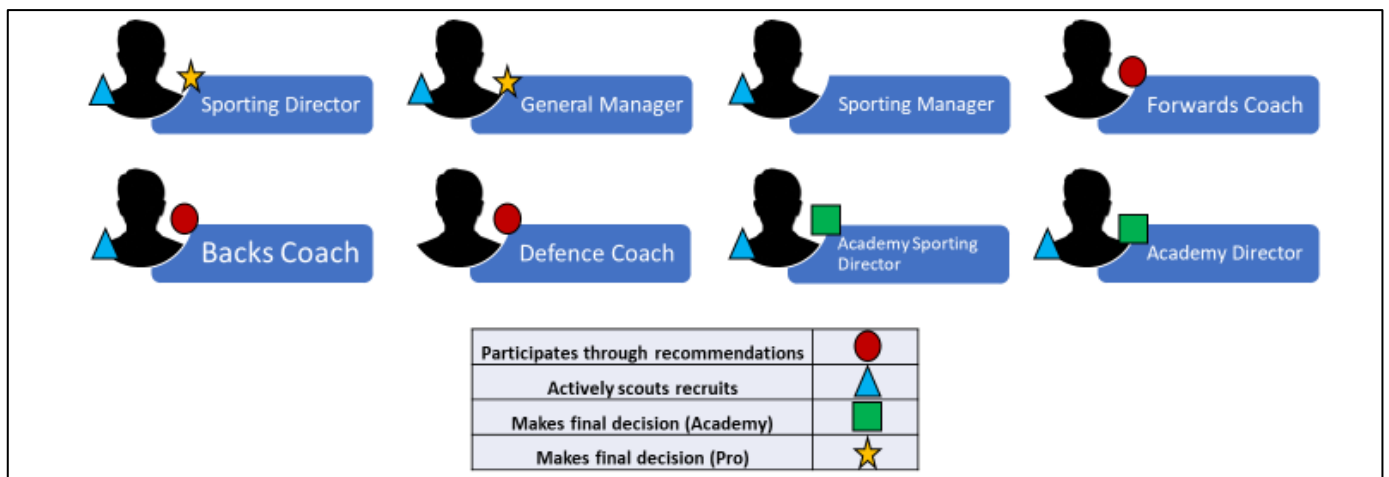 Sporting Director
General Manager
Sporting Manager
Forwards Coach
Backs Coach
Defence Coach
Academy Sporting
Director
Academy Director
Participates through recommendations
Actively scouts recruits
Makes final decision (Academy)
Makes final decision (Pro)